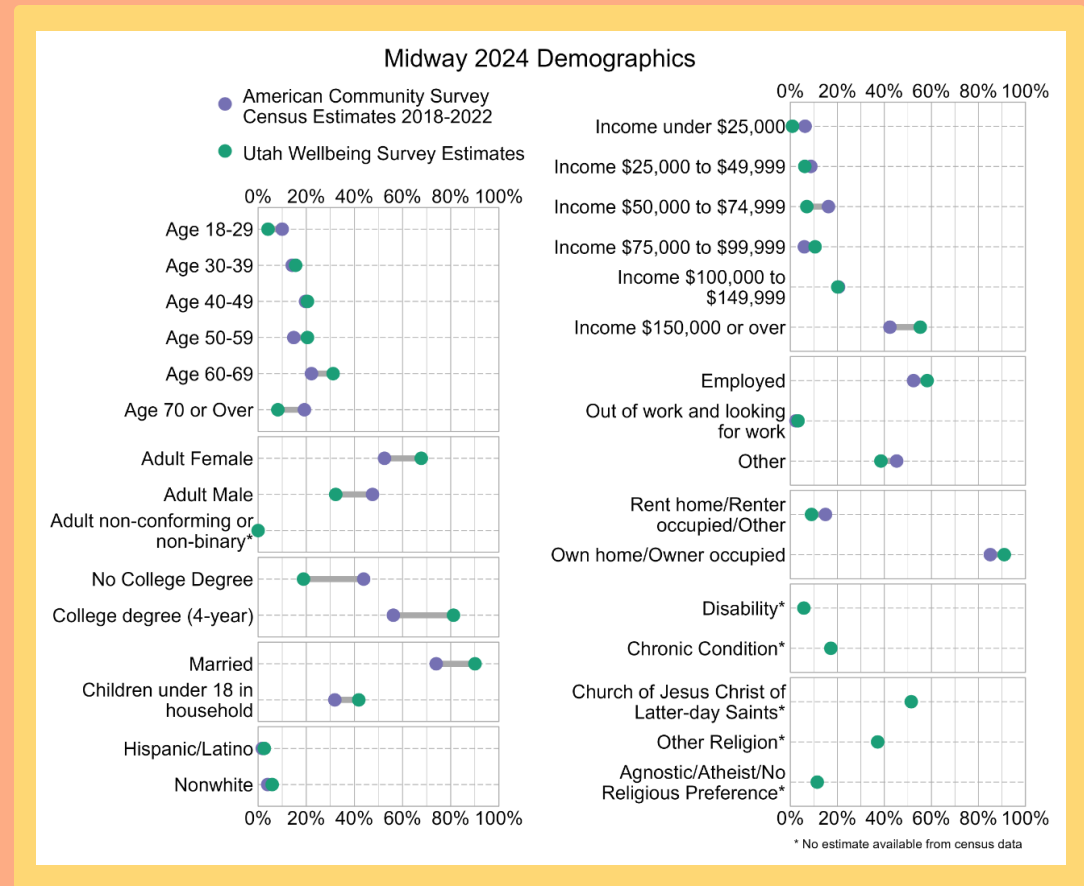 Midway 2024 Demographics
American Community Survey
Census Estimates 2018-2022
Utah Wellbeing Survey Estimates
0% 20% 40% 60% 80% 100%
Age 18-29
Age 30-39
Age 40-49
Age 50-59
Age 60-69
Age 70 or Over
Adult Female
Adult Male
Adult non-conforming or
non-binary*
No College Degree
College degree (4-year)
Married
Children under 18 in
household
Hispanic/Latino
Nonwhite
0% 20% 40% 60% 80% 100%
0% 20% 40% 60% 80% 100%
Income under $25,000
Income $25,000 to $49,999
Income $50,000 to $74,999
Income $75,000 to $99,999
Income $100,000 to
$149,999
Income $150,000 or over
Employed
Out of work and looking
for work
Other
Rent home/Renter
occupied/Other
Own home/Owner occupied
Disability*
Chronic Condition*
Church of Jesus Christ of
Latter-day Saints*
Other Religion*
Agnostic/Atheist/No
Religious Preference*
0% 20% 40% 60% 80% 100%
* No estimate available from census data